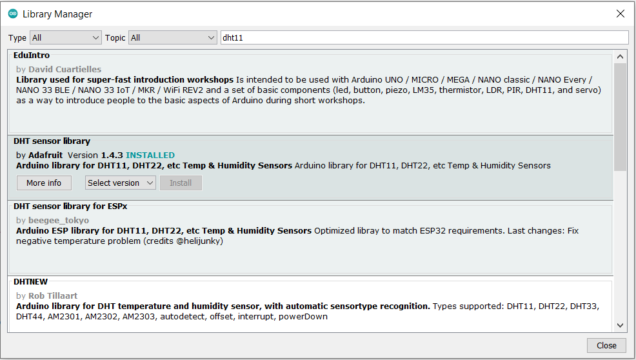 Library Manager
Type All Topic All dht11
EduIntro
by David Cuartielles
Library used for super-fast introduction workshops Is intended to be used with Arduino UNO / MICRO / MEGA / NANO classic / NANO Every /
NANO 33 BLE / NANO 33 IoT / MKR / WiFi REV2 and a set of basic components (led, button, piezo, LM35, thermistor, LDR, PIR, DHT11, and servo)
as a way to introduce people to the basic aspects of Arduino during short workshops.
DHT sensor library
by Adafruit Version 1.4.3 INSTALLED
Arduino library for DHT11, DHT22, etc Temp & Humidity Sensors Arduino library for DHT11, DHT22, etc Temp & Humidity Sensors
More info Select version Install
DHT sensor library for ESPx
by beegee_tokyo
Arduino ESP library for DHT11, DHT22, etc Temp & Humidity Sensors Optimized libray to match ESP32 requirements. Last changes: Fix
negative temperature problem (credits @helijunky)
DHTNEW
by Rob Tillaart
Arduino library for DHT temperature and humidity sensor, with automatic sensortype recognition. Types supported: DHT11, DHT22, DHT33,
DHT44, AM2301, AM2302, AM2303, autodetect, offset, interrupt, powerDown
Close